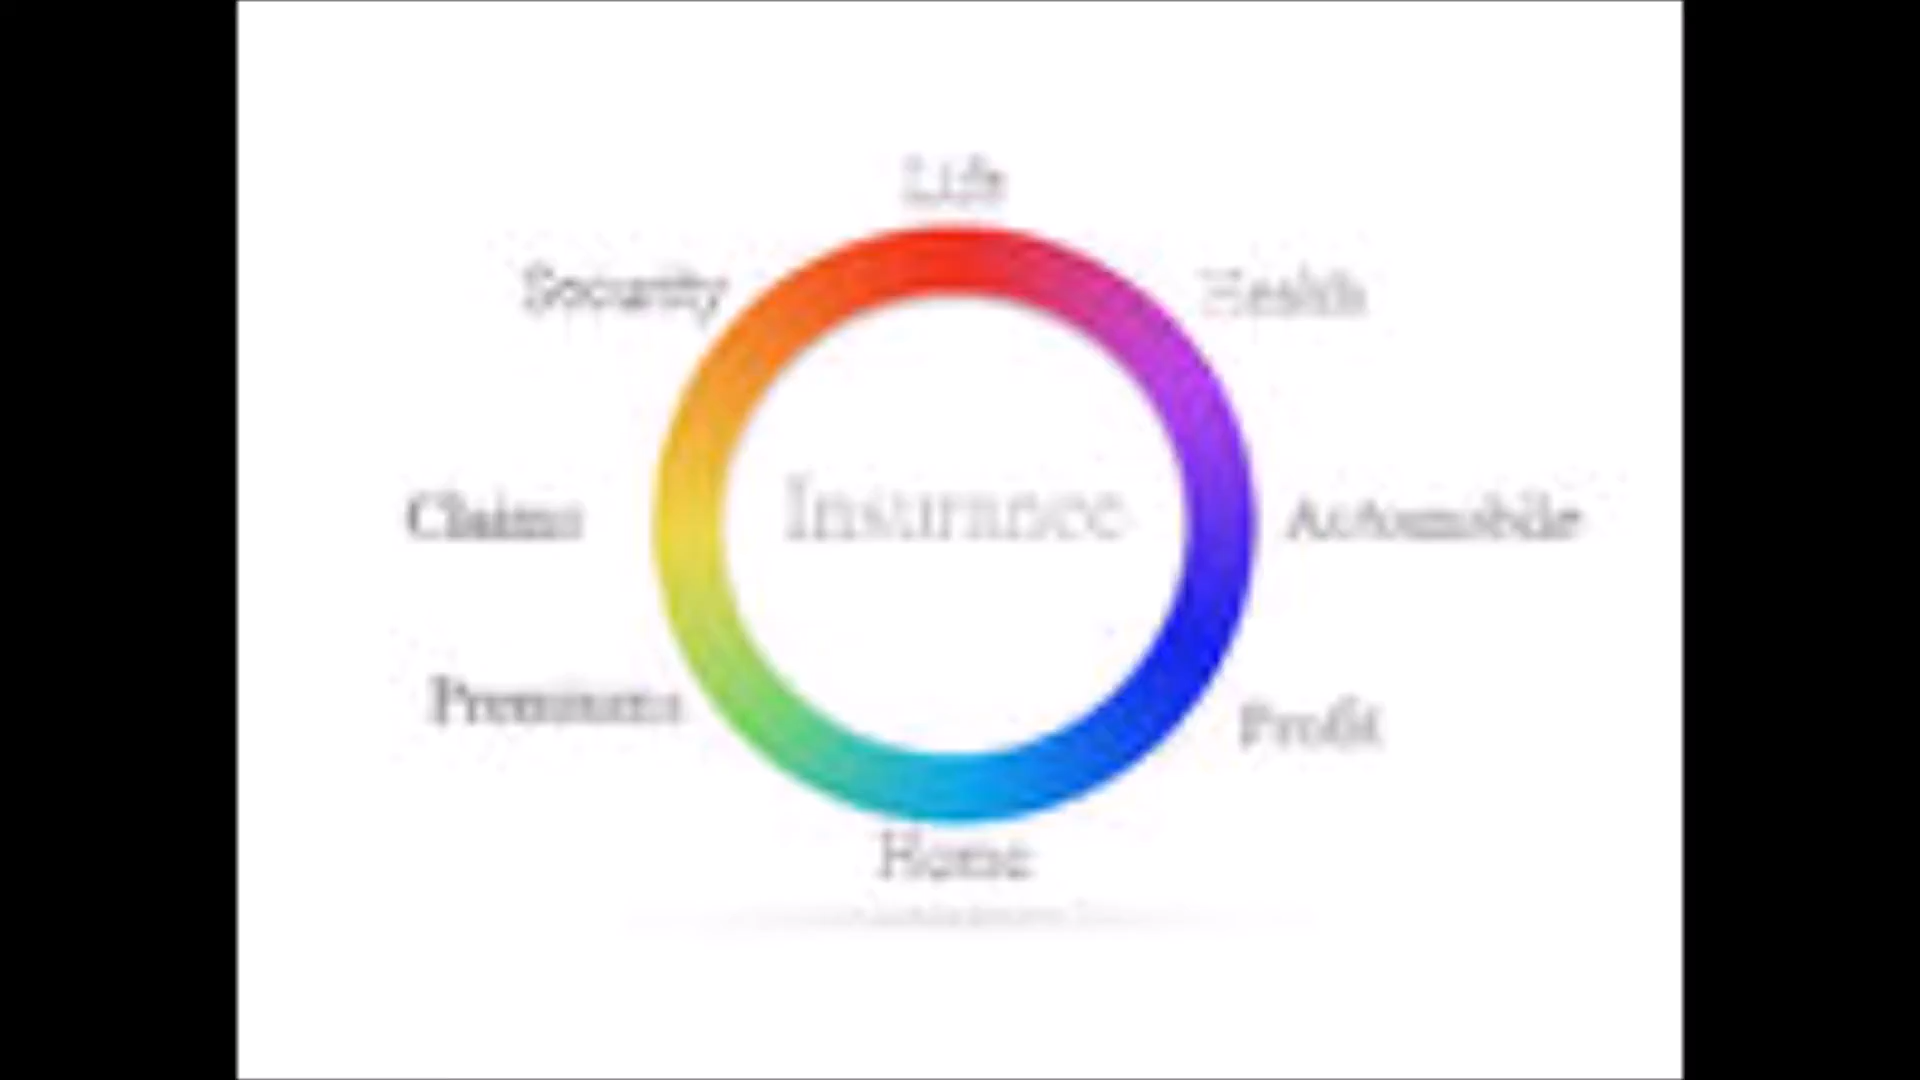 Life
Security
Health
Claims
Insurance
Automobile
Premiums
Profit
Home